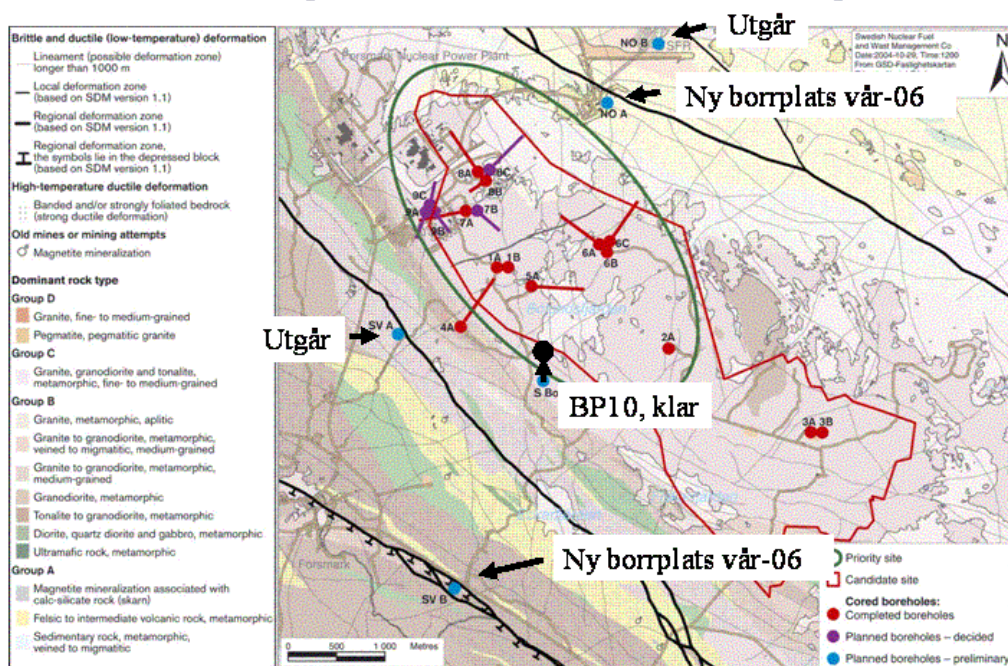 Brittle and ductile (low-temperature) deformation
Lineament (possible deformation zone)
longer than 1000 m
Local deformation zone
(based on SDM version 1.1)
Regional deformation zone
(based on SDM version 1.1)
Regional deformation zone,
the symbols lie in the depressed block
(based on SDM version 1.1)
High-temperature ductile deformation
Banded and/or strongly foliated bedrock
(strong ductile deformation)
Old mines or mining attempts
Magnetite mineralization
Dominant rock type
Group D
Granite, fine- to medium-grained
Pegmatite, pegmatitic granite
Group C
Granite, granodiorite and tonalite,
metamorphic, fine- to medium-grained
Group B
Granite, metamorphic, aplitic
Granite to granodiorite, metamorphic,
veined to migmatitic, medium-grained
Granite to granodiorite, metamorphic,
medium-grained
Granodiorite, metamorphic
Tonalite to granodiorite, metamorphic
Diorite, quartz diorite and gabbro, metamorphic
Ultramafic rock, metamorphic
Group A
Magnetite mineralization associated with
calc-silicate rock (skarn)
Felsic to intermediate volcanic rock, metamorphic
Sedimentary rock, metamorphic,
veined to migmatitic
Utgår
NO B
SFR
Swedish Nuclear Fuel
and Wast Management Co
Date:2004-10-29, Time:1200
From GSD-Fastighetskartan
N
Forsmark Nuclear Power Plant
Ny borrplats vår-06
NO A
8A
8C
8B
9C
9A
9B
7B
7A
6A
6C
6B
1A
1B
5A
4A
2A
Utgår
SV A
S Bo
BP10, klar
3A 3B
Forsmark
Ny borrplats vår-06
SV B
0 500 1 000 Metres
Priority site
Candidate site
Cored boreholes:
Completed boreholes
Planned boreholes – decided
Planned boreholes – preliminary